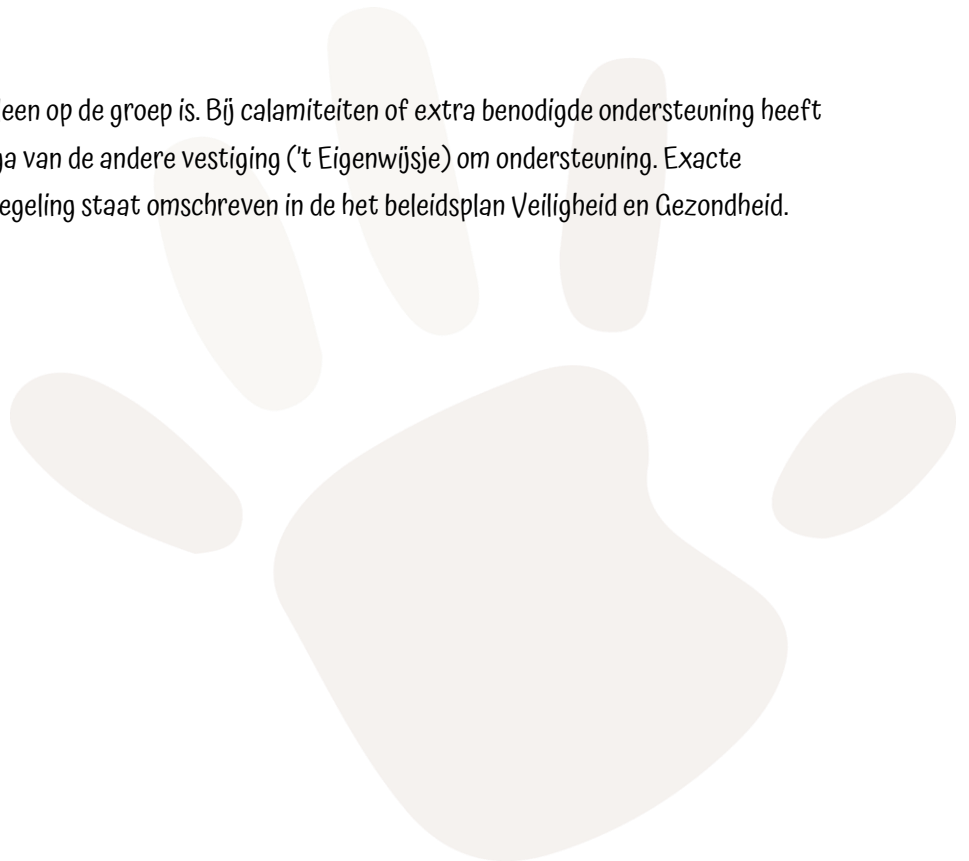 een op de groep is. Bij calamiteiten of extra benodigde ondersteuning heeft
ga van de andere vestiging ('t Eigenwijsje) om ondersteuning. Exacte
egeling staat omschreven in de het beleidsplan Veiligheid en Gezondheid.